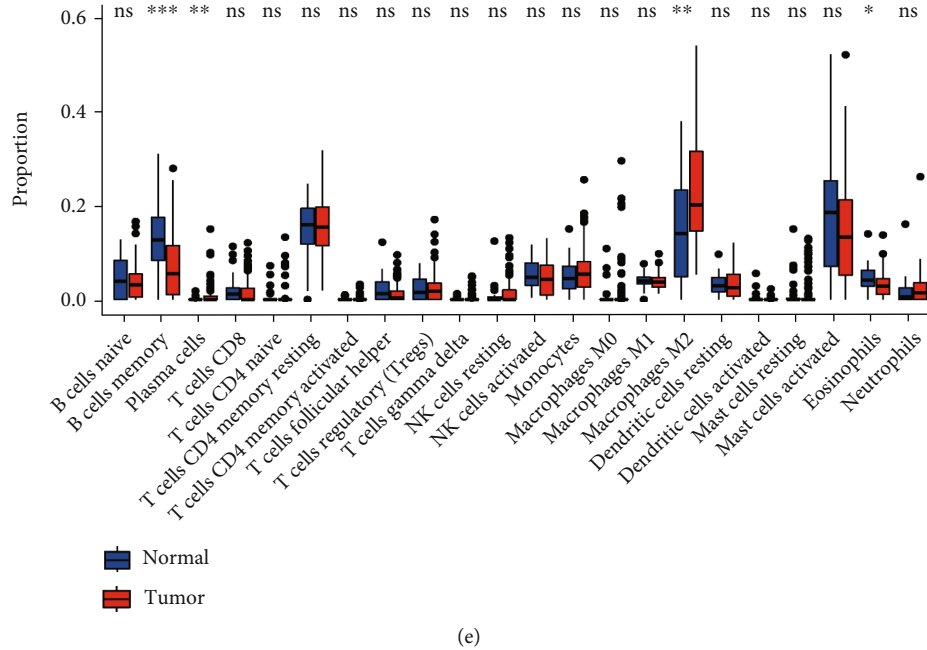 ns *** ** ns ns ns ns ns ns ns ns ns ns ns ns ** ns ns ns ns * ns
0.6
0.4
0.2
0.0
Proportion
B cells naive
B cells memory
Plasma cells
T cells CD8
T cells CD4 naive
T cells CD4 memory resting
T cells CD4 memory activated
T cells follicular helper
T cells regulatory (Tregs)
T cells gamma delta
NK cells resting
NK cells activated
Monocytes
Macrophages M0
Macrophages M1
Macrophages M2
Dendritic cells resting
Dendritic cells activated
Mast cells resting
Mast cells activated
Eosinophils
Neutrophils
Normal
Tumor
(e)